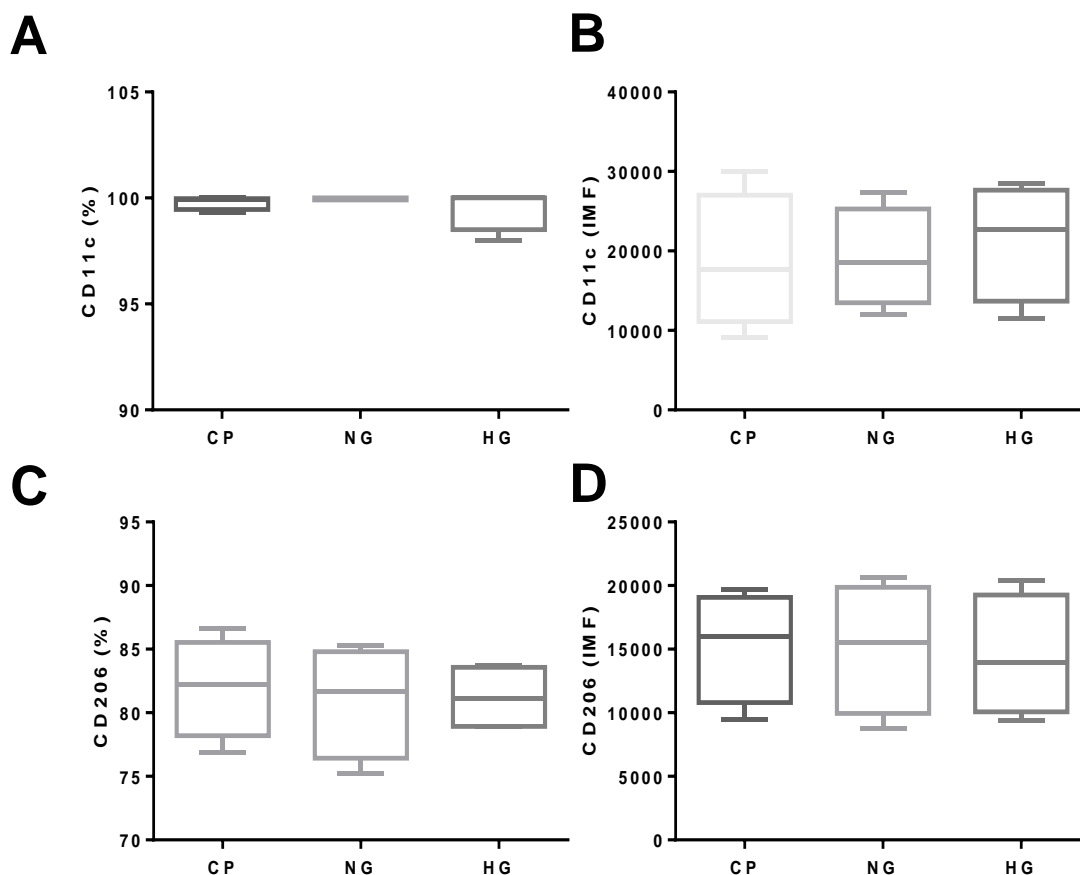 A
CD11c (%)
105
100
95
90
CP NG HG
B
CD11c (IMF)
40000
30000
20000
10000
0
CP NG HG
C
CD206 (%)
95
90
85
80
75
70
CP NG HG
D
CD206 (IMF)
25000
20000
15000
10000
5000
0
CP NG HG